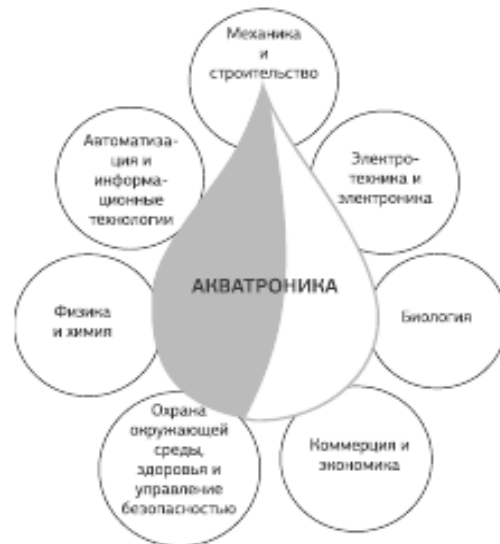 Механика
и
строительство
Автоматиза-
ция и
информа-
ционные
технологии
Электро-
техника и
электроника
АКВАТРОНИКА
Физика
и химия
Биология
Охрана
окружающей
среды,
здоровья и
управление
безопасностью
Коммерция и
экономика